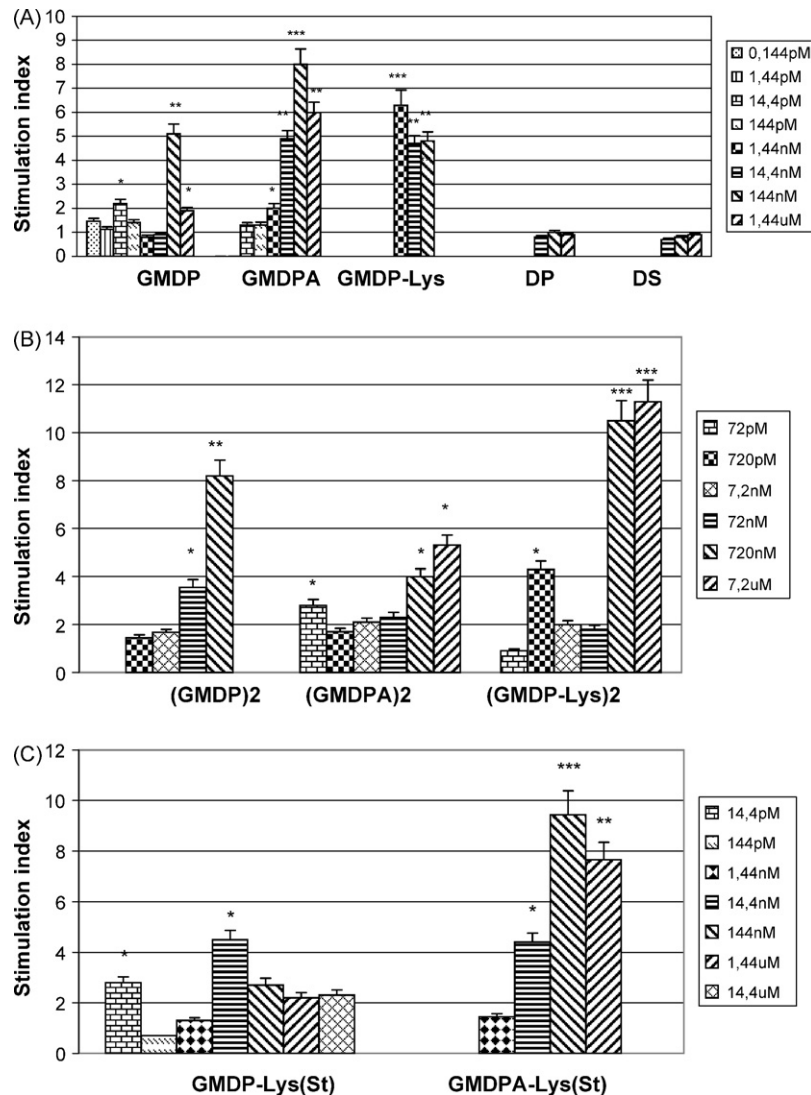 (A)
Stimulation index
10
9
8
7
6
5
4
3
2
1
0
*
**
*
*
**
***
**
***
**
**
GMDP GMDPA GMDP-Lys DP DS
0,144pM
1,44pM
14,4pM
144pM
1,44nM
14,4nM
144nM
1,44uM
(B)
Stimulation index
14
12
10
8
6
4
2
0
*
**
*
*
*
*
***
***
(GMDP)2 (GMDPA)2 (GMDP-Lys)2
72pM
720pM
7,2nM
72nM
720nM
7,2uM
(C)
Stimulation index
12
10
8
6
4
2
0
*
*
*
***
**
GMDP-Lys(St) GMDPA-Lys(St)
14,4pM
144pM
1,44nM
14,4nM
144nM
1,44uM
14,4uM